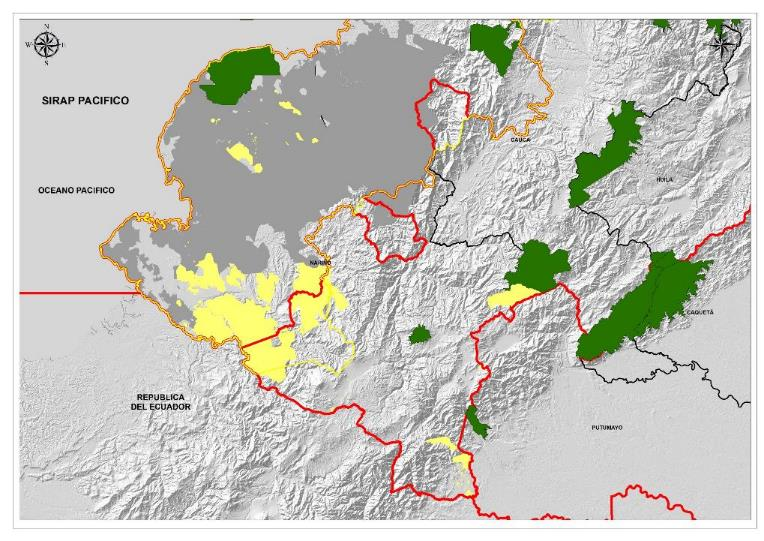 N
W E
S
SIRAP PACIFICO
CAUCA
HUILA
OCEANO PACIFICO
NARIÑO
CAQUETÁ
REPUBLICA
DEL ECUADOR
PUTUMAYO